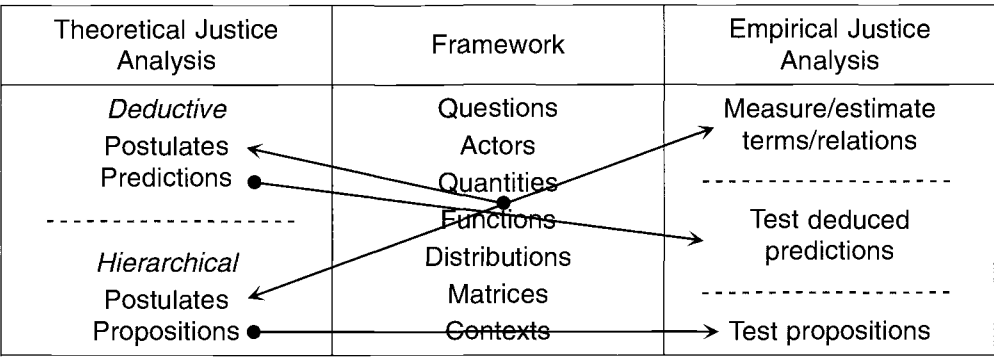 Theoretical Justice
Analysis
Framework
Empirical Justice
Analysis
Deductive
Postulates
Predictions
Hierarchical
Postulates
Propositions
Questions
Actors
Quantities
Functions
Distributions
Matrices
Contexts
Measure/estimate
terms/relations
Test deduced
predictions
Test propositions